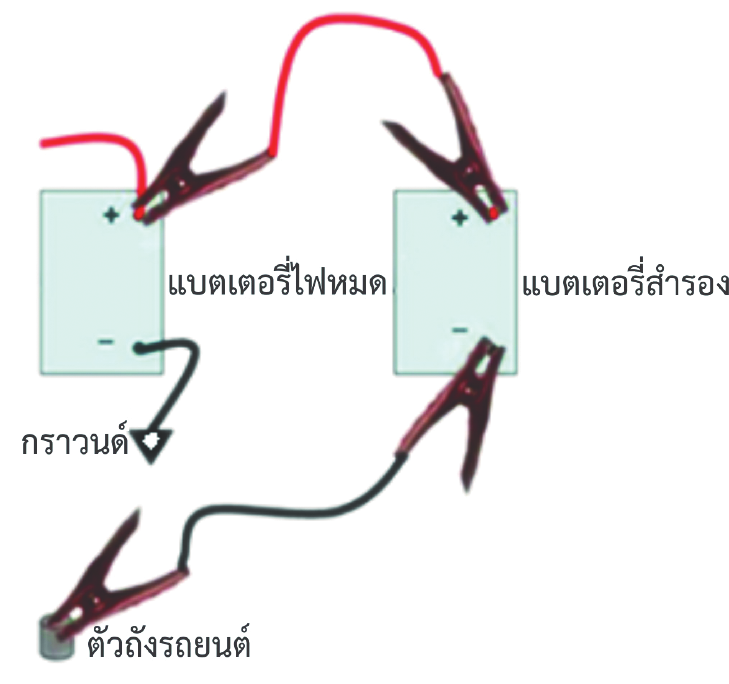 +
+
แบตเตอรี่ไฟหมด
แบตเตอรี่สำรอง
-
-
กราวนด์
ตัวถังรถยนต์